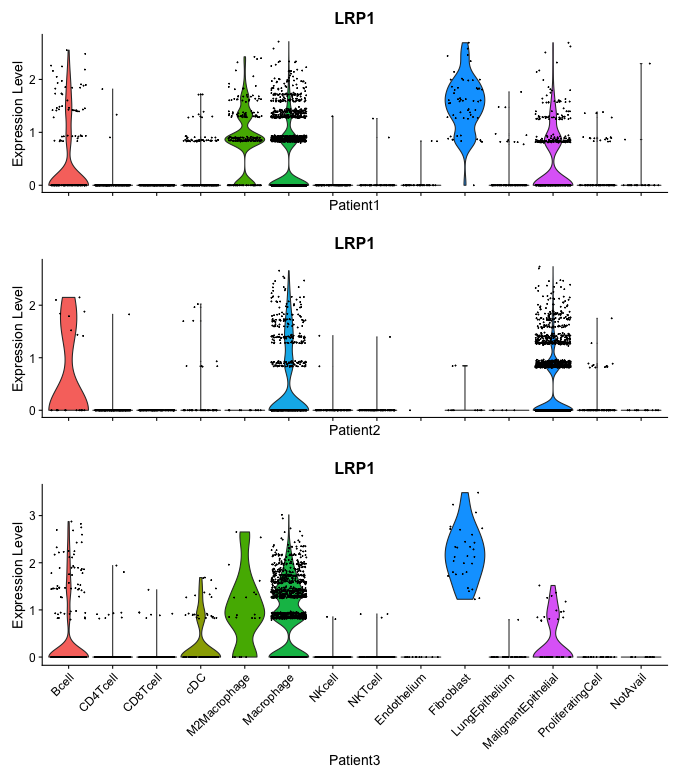 LRP1
Expression Level
2
1
0
Patient1
LRP1
Expression Level
2
1
0
Patient2
LRP1
Expression Level
3
2
1
0
Bcell
CD4Tcell
CD8Tcell
cDC
M2Macrophage
Macrophage
NKcell
NKTcell
Endothelium
Fibroblast
LungEpithelium
MalignantEpithelial
ProliferatingCell
NotAvail
Patient3